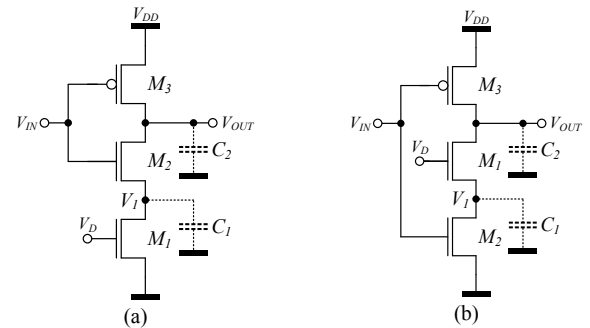 V_DD
M_3
V_IN
V_OUT
M_2
C_2
V_1
V_D
M_1
C_1
(a)
V_DD
M_3
V_IN
V_OUT
V_D
M_1
C_2
V_1
M_2
C_1
(b)